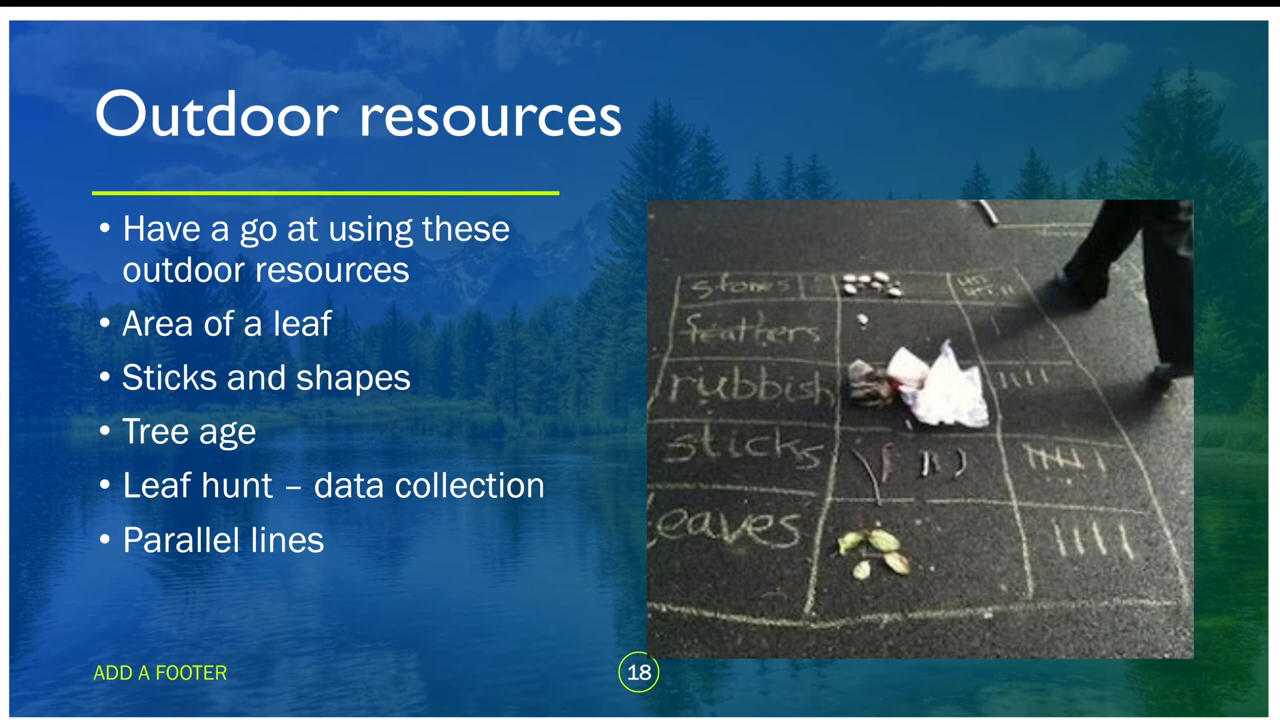 Outdoor resources
• Have a go at using these
outdoor resources
• Area of a leaf
• Sticks and shapes
• Tree age
• Leaf hunt – data collection
• Parallel lines
stones
feathers
rubbish
sticks
eaves
ADD A FOOTER
18